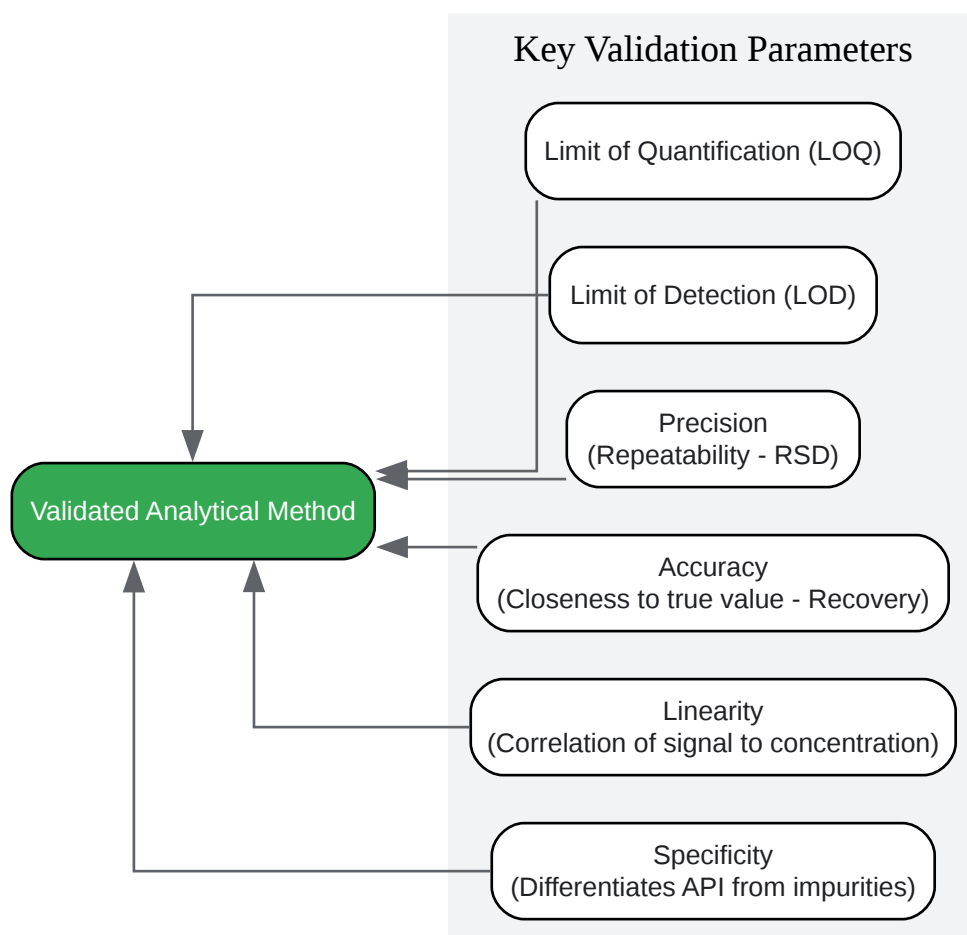 Key Validation Parameters
Limit of Quantification (LOQ)
Limit of Detection (LOD)
Precision
(Repeatability - RSD)
Validated Analytical Method
Accuracy
(Closeness to true value - Recovery)
Linearity
(Correlation of signal to concentration)
Specificity
(Differentiates API from impurities)